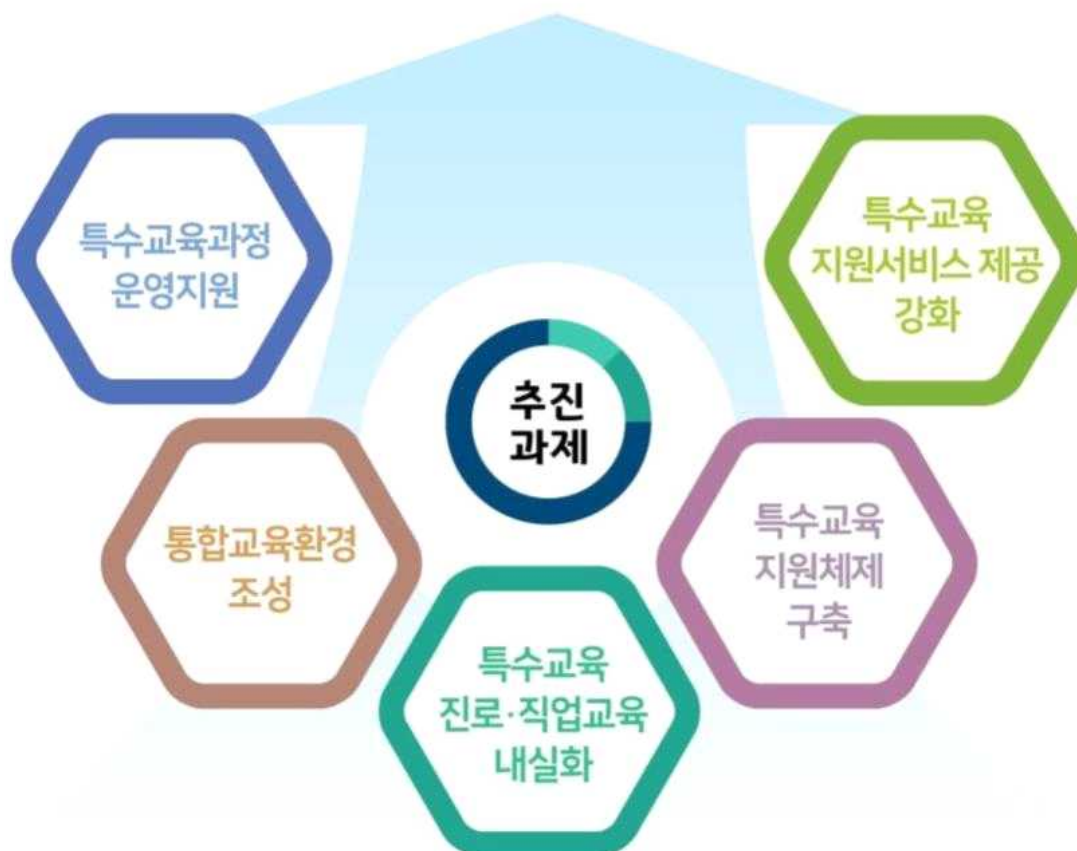 특수교육과정
운영지원
특수교육
지원서비스 제공
강화
추진
과제
통합교육환경
조성
특수교육
지원체제
구축
특수교육
진로·직업교육
내실화